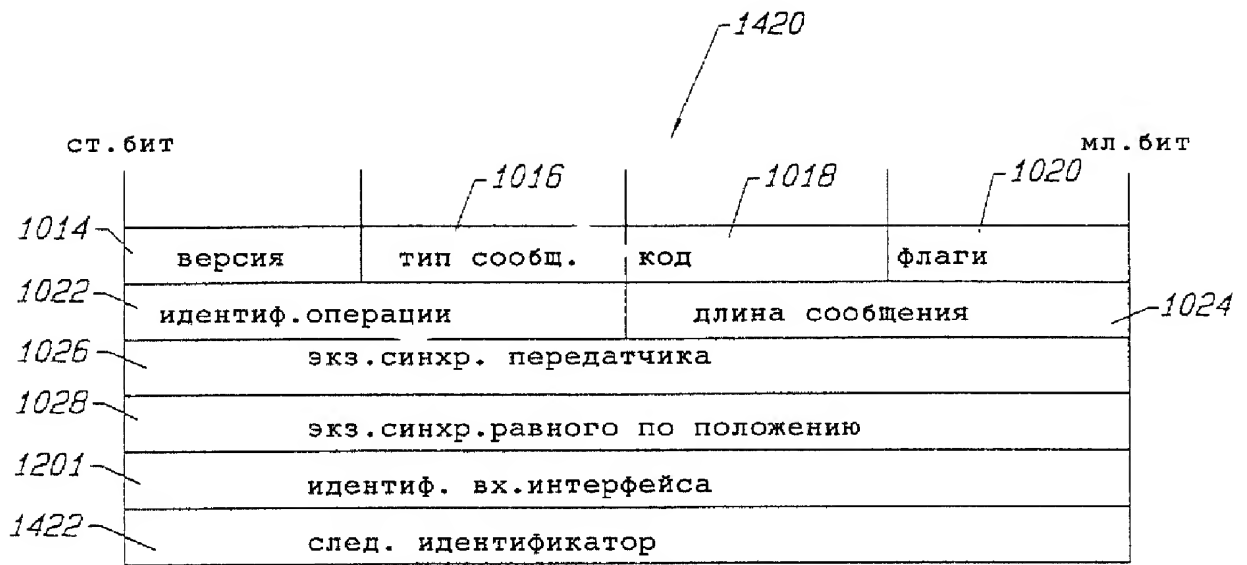 1420
ст.бит мл.бит
1016 1018 1020
1014 версия тип сообщ. код флаги
1022 идентиф.операции длина сообщения 1024
1026 экз.синхр. передатчика
1028 экз.синхр.равного по положению
1201 идентиф. вх.интерфейса
1422 след. идентификатор